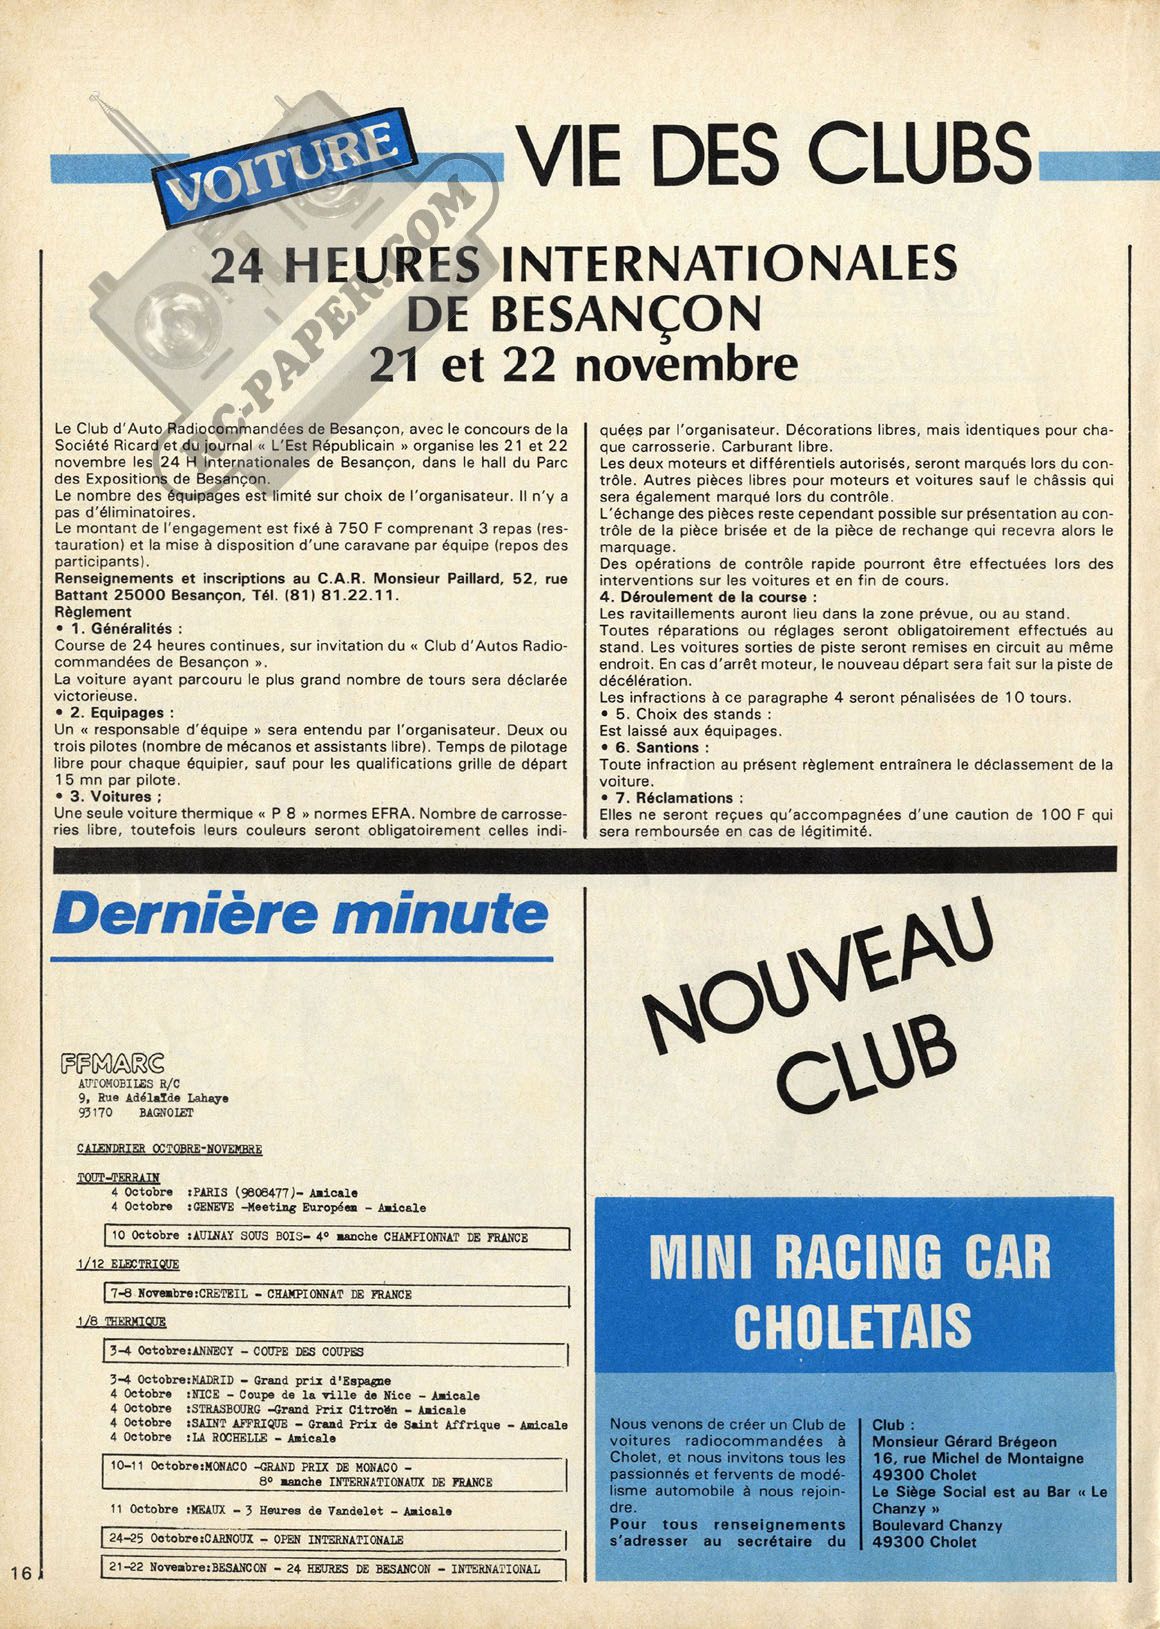 VOITURE
VIE DES CLUBS
RC-PAPER.COM
24 HEURES INTERNATIONALES
DE BESANÇON
21 et 22 novembre
Le Club d'Auto Radiocommandées de Besançon, avec le concours de la
Société Ricard et du journal « L'Est Républicain » organise les 21 et 22
novembre les 24 H Internationales de Besançon, dans le hall du Parc
des Expositions de Besançon.
Le nombre des équipages est limité sur choix de l'organisateur. Il n'y a
pas d'éliminatoires.
Le montant de l'engagement est fixé à 750 F comprenant 3 repas (res-
tauration) et la mise à disposition d'une caravane par équipe (repos des
participants).
Renseignements et inscriptions au C.A.R. Monsieur Paillard, 52, rue
Battant 25000 Besançon, Tél. (81) 81.22.11.
Règlement
• 1. Généralités :
Course de 24 heures continues, sur invitation du « Club d'Autos Radio-
commandées de Besançon ».
La voiture ayant parcouru le plus grand nombre de tours sera déclarée
victorieuse.
• 2. Equipages :
Un « responsable d'équipe » sera entendu par l'organisateur. Deux ou
trois pilotes (nombre de mécanos et assistants libre). Temps de pilotage
libre pour chaque équipier, sauf pour les qualifications grille de départ
15 mn par pilote.
• 3. Voitures ;
Une seule voiture thermique « P 8 » normes EFRA. Nombre de carrosse-
ries libre, toutefois leurs couleurs seront obligatoirement celles indi-
quées par l'organisateur. Décorations libres, mais identiques pour cha-
que carrosserie. Carburant libre.
Les deux moteurs et différentiels autorisés, seront marqués lors du con-
trôle. Autres pièces libres pour moteurs et voitures sauf le châssis qui
sera également marqué lors du contrôle.
L'échange des pièces reste cependant possible sur présentation au con-
trôle de la pièce brisée et de la pièce de rechange qui recevra alors le
marquage.
Des opérations de contrôle rapide pourront être effectuées lors des
interventions sur les voitures et en fin de cours.
4. Déroulement de la course :
Les ravitaillements auront lieu dans la zone prévue, ou au stand.
Toutes réparations ou réglages seront obligatoirement effectués au
stand. Les voitures sorties de piste seront remises en circuit au même
endroit. En cas d'arrêt moteur, le nouveau départ sera fait sur la piste de
décélération.
Les infractions à ce paragraphe 4 seront pénalisées de 10 tours.
• 5. Choix des stands :
Est laissé aux équipages.
• 6. Santions :
Toute infraction au présent règlement entraînera le déclassement de la
voiture.
• 7. Réclamations :
Elles ne seront reçues qu'accompagnées d'une caution de 100 F qui
sera remboursée en cas de légitimité.
Dernière minute
FFMARC
AUTOMOBILES R/C
9, Rue Adélaïde Lahaye
93170 BAGNOLET
CALENDRIER OCTOBRE-NOVEMBRE
TOUT-TERRAIN
4 Octobre :PARIS (9808477)- Amicale
4 Octobre :GENEVE -Meeting Européen - Amicale
10 Octobre :AULNAY SOUS BOIS- 4° manche CHAMPIONNAT DE FRANCE
1/12 ELECTRIQUE
7-8 Novembre:CRETEIL - CHAMPIONNAT DE FRANCE
1/8 THERMIQUE
3-4 Octobre:ANNECY - COUPE DES COUPES
3-4 Octobre:MADRID - Grand prix d'Espagne
4 Octobre :NICE - Coupe de la ville de Nice - Amicale
4 Octobre :STRASBOURG -Grand Prix Citroën - Amicale
4 Octobre :SAINT AFFRIQUE - Grand Prix de Saint Affrique - Amicale
4 Octobre :LA ROCHELLE - Amicale
10-11 Octobre:MONACO -GRAND PRIX DE MONACO -
8° manche INTERNATIONAUX DE FRANCE
11 Octobre :MEAUX - 3 Heures de Vandelet - Amicale
24-25 Octobre:CARNOUX - OPEN INTERNATIONALE
21-22 Novembre:BESANCON - 24 HEURES DE BESANCON - INTERNATIONAL
NOUVEAU
CLUB
MINI RACING CAR
CHOLETAIS
Nous venons de créer un Club de
voitures radiocommandées à
Cholet, et nous invitons tous les
passionnés et fervents de modé-
lisme automobile à nous rejoin-
dre.
Pour tous renseignements
s'adresser au secrétaire du
Club :
Monsieur Gérard Brégeon
16, rue Michel de Montaigne
49300 Cholet
Le Siège Social est au Bar « Le
Chanzy »
Boulevard Chanzy
49300 Cholet
16